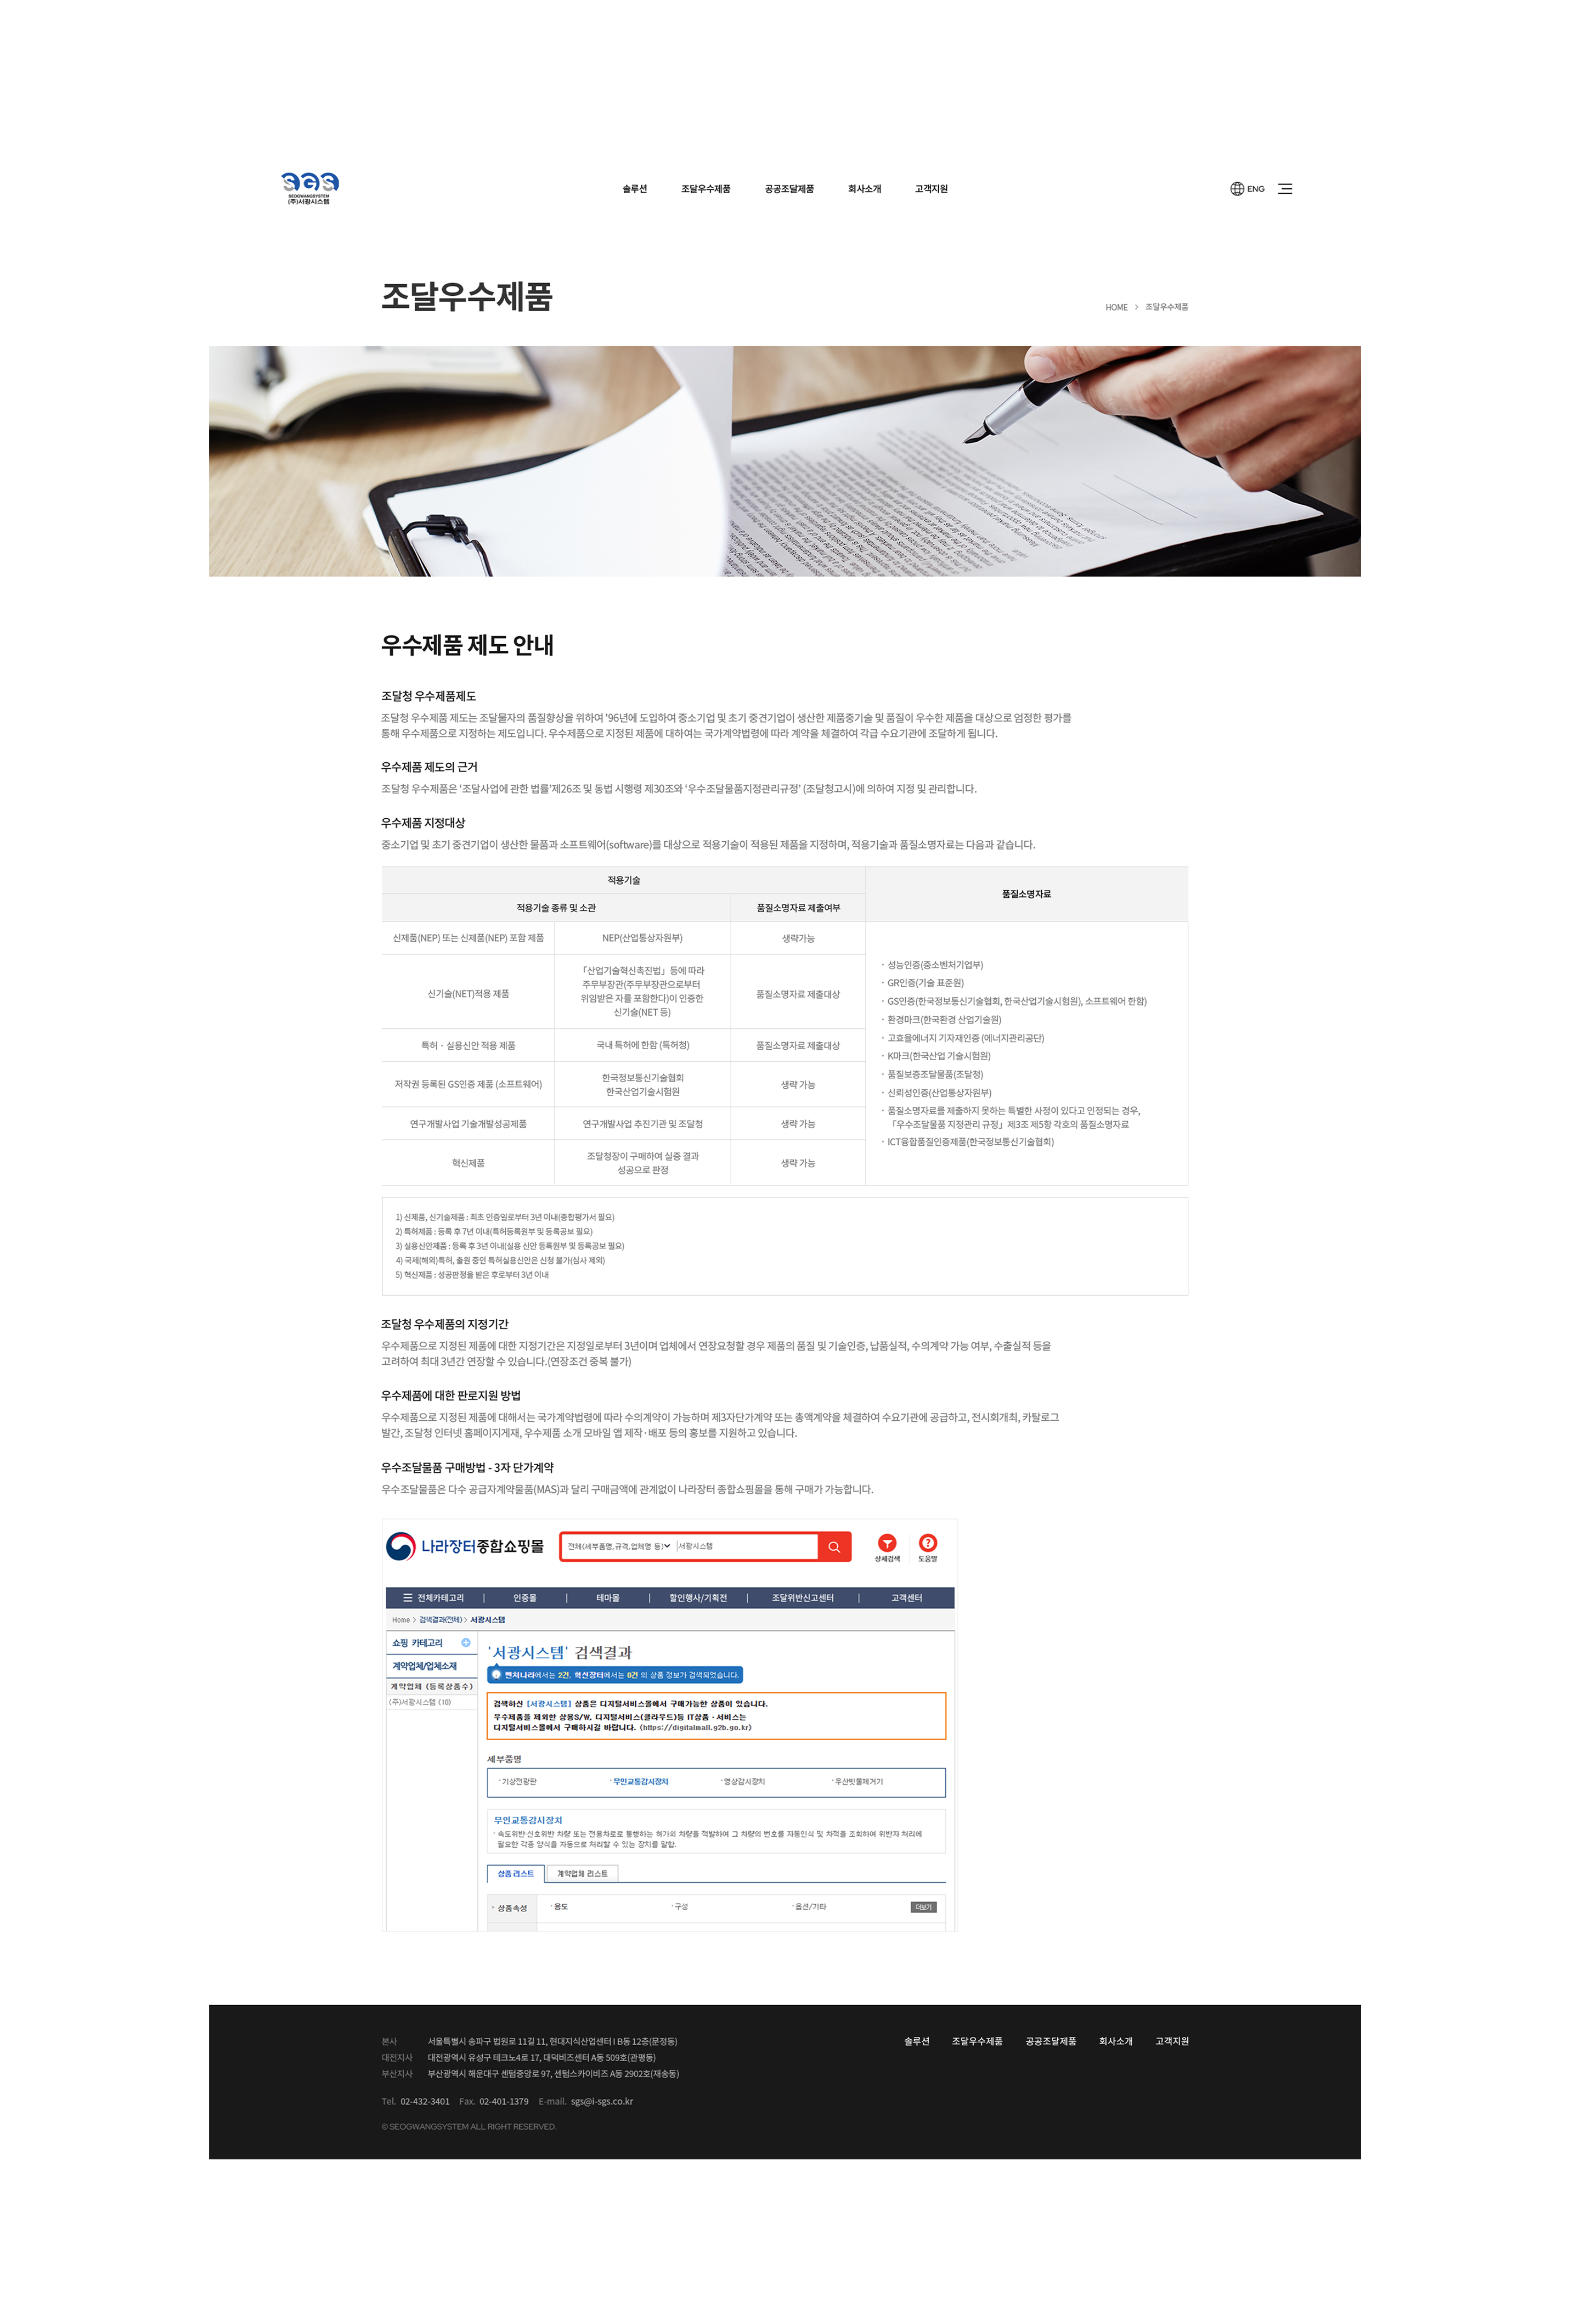 SGS
SEOGWANGSYSTEM
(주)서광시스템
솔루션 조달우수제품 공공조달제품 회사소개 고객지원
ENG
조달우수제품
HOME > 조달우수제품
우수제품 제도 안내
조달청 우수제품제도
조달청 우수제품 제도는 조달물자의 품질향상을 위하여 '96년에 도입하여 중소기업 및 초기 중견기업이 생산한 제품중기술 및 품질이 우수한 제품을 대상으로 엄정한 평가를
통해 우수제품으로 지정하는 제도입니다. 우수제품으로 지정된 제품에 대하여는 국가계약법령에 따라 계약을 체결하여 각급 수요기관에 조달하게 됩니다.
우수제품 제도의 근거
조달청 우수제품은 ‘조달사업에 관한 법률’제26조 및 동법 시행령 제30조와 ‘우수조달물품지정관리규정’ (조달청고시)에 의하여 지정 및 관리합니다.
우수제품 지정대상
중소기업 및 초기 중견기업이 생산한 물품과 소프트웨어(software)를 대상으로 적용기술이 적용된 제품을 지정하며, 적용기술과 품질소명자료는 다음과 같습니다.
적용기술
품질소명자료
적용기술 종류 및 소관 품질소명자료 제출여부
신제품(NEP) 또는 신제품(NEP) 포함 제품 NEP(산업통상자원부) 생략가능
신기술(NET)적용 제품
「산업기술혁신촉진법」등에 따라
주무부장관(주무부장관으로부터
위임받은 자를 포함한다)이 인증한
신기술(NET 등)
품질소명자료 제출대상
특허 · 실용신안 적용 제품 국내 특허에 한함 (특허청) 품질소명자료 제출대상
저작권 등록된 GS인증 제품 (소프트웨어)
한국정보통신기술협회
한국산업기술시험원
생략 가능
연구개발사업 기술개발성공제품 연구개발사업 추진기관 및 조달청 생략 가능
혁신제품
조달청장이 구매하여 실증 결과
성공으로 판정
생략 가능
· 성능인증(중소벤처기업부)
· GR인증(기술 표준원)
· GS인증(한국정보통신기술협회, 한국산업기술시험원), 소프트웨어 한함)
· 환경마크(한국환경 산업기술원)
· 고효율에너지 기자재인증 (에너지관리공단)
· K마크(한국산업 기술시험원)
· 품질보증조달물품(조달청)
· 신뢰성인증(산업통상자원부)
· 품질소명자료를 제출하지 못하는 특별한 사정이 있다고 인정되는 경우,
「우수조달물품 지정관리 규정」제3조 제5항 각호의 품질소명자료
· ICT융합품질인증제품(한국정보통신기술협회)
1) 신제품, 신기술제품 : 최초 인증일로부터 3년 이내(종합평가서 필요)
2) 특허제품 : 등록 후 7년 이내(특허등록원부 및 등록공보 필요)
3) 실용신안제품 : 등록 후 3년 이내(실용 신안 등록원부 및 등록공보 필요)
4) 국제(해외)특허, 출원 중인 특허실용신안은 신청 불가(심사 제외)
5) 혁신제품 : 성공판정을 받은 후로부터 3년 이내
조달청 우수제품의 지정기간
우수제품으로 지정된 제품에 대한 지정기간은 지정일로부터 3년이며 업체에서 연장요청할 경우 제품의 품질 및 기술인증, 납품실적, 수의계약 가능 여부, 수출실적 등을
고려하여 최대 3년간 연장할 수 있습니다.(연장조건 중복 불가)
우수제품에 대한 판로지원 방법
우수제품으로 지정된 제품에 대해서는 국가계약법령에 따라 수의계약이 가능하며 제3자단가계약 또는 총액계약을 체결하여 수요기관에 공급하고, 전시회개최, 카탈로그
발간, 조달청 인터넷 홈페이지게재, 우수제품 소개 모바일 앱 제작·배포 등의 홍보를 지원하고 있습니다.
우수조달물품 구매방법 - 3자 단가계약
우수조달물품은 다수 공급자계약물품(MAS)과 달리 구매금액에 관계없이 나라장터 종합쇼핑몰을 통해 구매가 가능합니다.
나라장터종합쇼핑몰 전체(세부품명,규격,업체명 등) 서광시스템 상세검색 도움말
전체카테고리 인증몰 테마몰 할인행사/기획전 조달위반신고센터 고객센터
Home > 검색결과(전체) > 서광시스템
쇼핑 카테고리
계약업체/업체소재
계약업체 (등록상품수)
(주)서광시스템 (10)
'서광시스템' 검색결과
벤처나라에서는 2건, 혁신장터에서는 0건 의 상품 정보가 검색되었습니다.
검색하신 [서광시스템] 상품은 디지털서비스몰에서 구매가능한 상품이 있습니다.
우수제품을 제외한 상용S/W, 디지털서비스(클라우드)등 IT상품 · 서비스는
디지털서비스몰에서 구매하시길 바랍니다. (https://digitalmall.g2b.go.kr)
세부품명
· 기상전광판 · 무인교통감시장치 · 영상감시장치 · 우산빗물제거기
무인교통감시장치
· 속도위반·신호위반 차량 또는 전용차로로 통행하는 허가외 차량을 적발하여 그 차량의 번호를 자동인식 및 차적을 조회하여 위반자 처리에
필요한 각종 양식을 자동으로 처리할 수 있는 장치를 말함.
상품 리스트 계약업체 리스트
상품속성 · 용도 · 구성 · 옵션/기타 더보기
본사 서울특별시 송파구 법원로 11길 11, 현대지식산업센터 I B동 12층(문정동)
대전지사 대전광역시 유성구 테크노4로 17, 대덕비즈센터 A동 509호(관평동)
부산지사 부산광역시 해운대구 센텀중앙로 97, 센텀스카이비즈 A동 2902호(재송동)
솔루션 조달우수제품 공공조달제품 회사소개 고객지원
Tel. 02-432-3401 Fax. 02-401-1379 E-mail. sgs@i-sgs.co.kr
© SEOGWANGSYSTEM ALL RIGHT RESERVED.